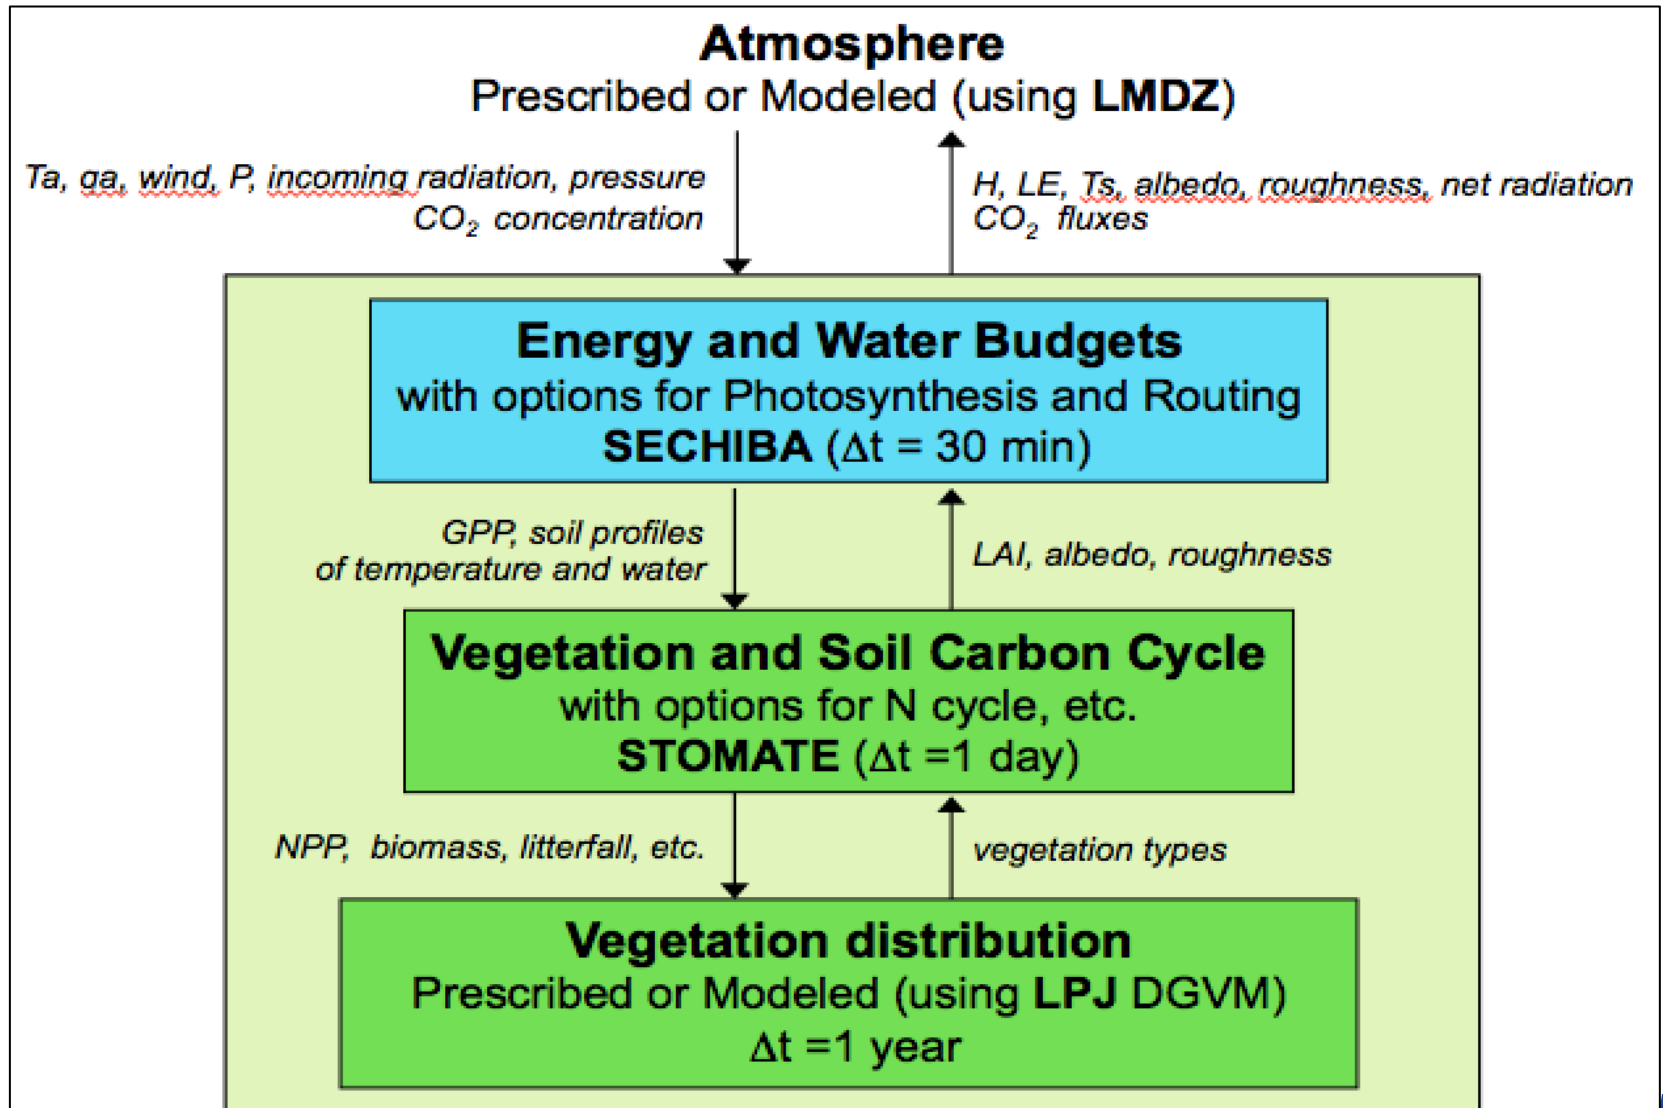 Atmosphere
Prescribed or Modeled (using LMDZ)
Ta, qa, wind, P, incoming radiation, pressure
CO₂ concentration
H, LE, Ts, albedo, roughness, net radiation
CO₂ fluxes
Energy and Water Budgets
with options for Photosynthesis and Routing
SECHIBA (Δt = 30 min)
GPP, soil profiles
of temperature and water
LAI, albedo, roughness
Vegetation and Soil Carbon Cycle
with options for N cycle, etc.
STOMATE (Δt =1 day)
NPP, biomass, litterfall, etc.
vegetation types
Vegetation distribution
Prescribed or Modeled (using LPJ DGVM)
Δt =1 year